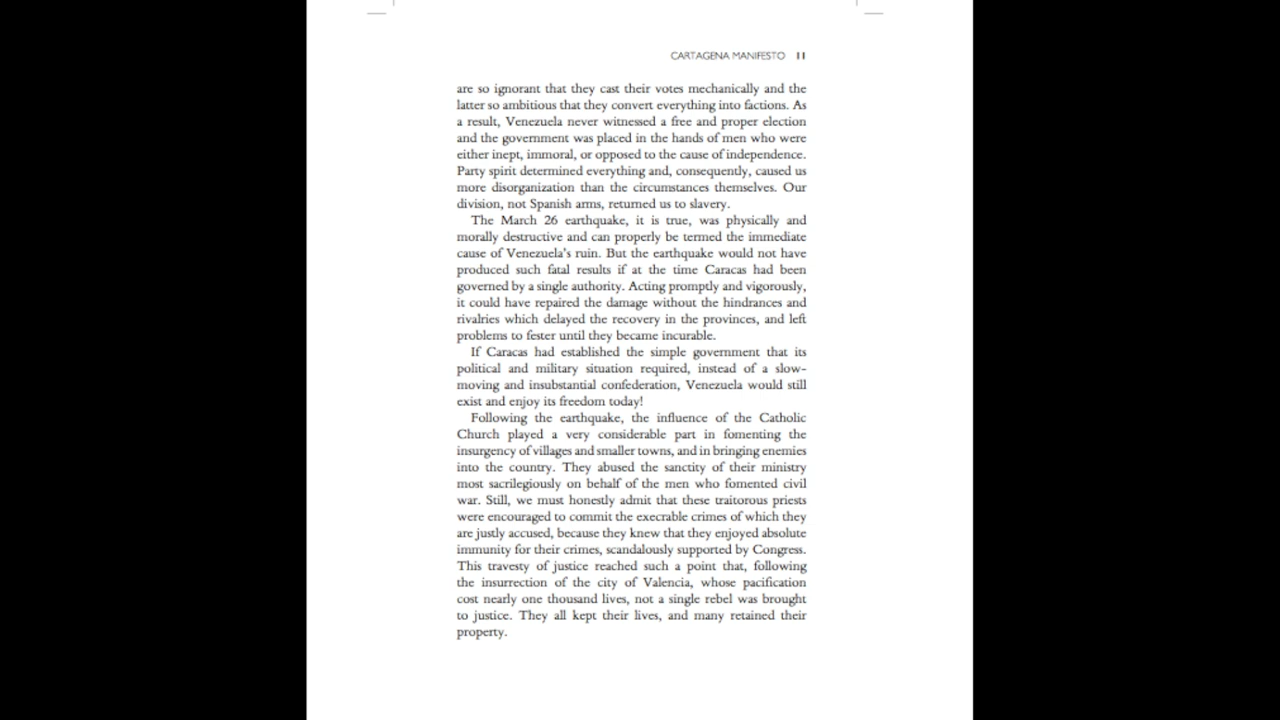 CARTAGENA MANIFESTO 11
are so ignorant that they cast their votes mechanically and the
latter so ambitious that they convert everything into factions. As
a result, Venezuela never witnessed a free and proper election
and the government was placed in the hands of men who were
either inept, immoral, or opposed to the cause of independence.
Party spirit determined everything and, consequently, caused us
more disorganization than the circumstances themselves. Our
division, not Spanish arms, returned us to slavery.
The March 26 earthquake, it is true, was physically and
morally destructive and can properly be termed the immediate
cause of Venezuela's ruin. But the earthquake would not have
produced such fatal results if at the time Caracas had been
governed by a single authority. Acting promptly and vigorously,
it could have repaired the damage without the hindrances and
rivalries which delayed the recovery in the provinces, and left
problems to fester until they became incurable.
If Caracas had established the simple government that its
political and military situation required, instead of a slow-
moving and insubstantial confederation, Venezuela would still
exist and enjoy its freedom today!
Following the earthquake, the influence of the Catholic
Church played a very considerable part in fomenting the
insurgency of villages and smaller towns, and in bringing enemies
into the country. They abused the sanctity of their ministry
most sacrilegiously on behalf of the men who fomented civil
war. Still, we must honestly admit that these traitorous priests
were encouraged to commit the execrable crimes of which they
are justly accused, because they knew that they enjoyed absolute
immunity for their crimes, scandalously supported by Congress.
This travesty of justice reached such a point that, following
the insurrection of the city of Valencia, whose pacification
cost nearly one thousand lives, not a single rebel was brought
to justice. They all kept their lives, and many retained their
property.